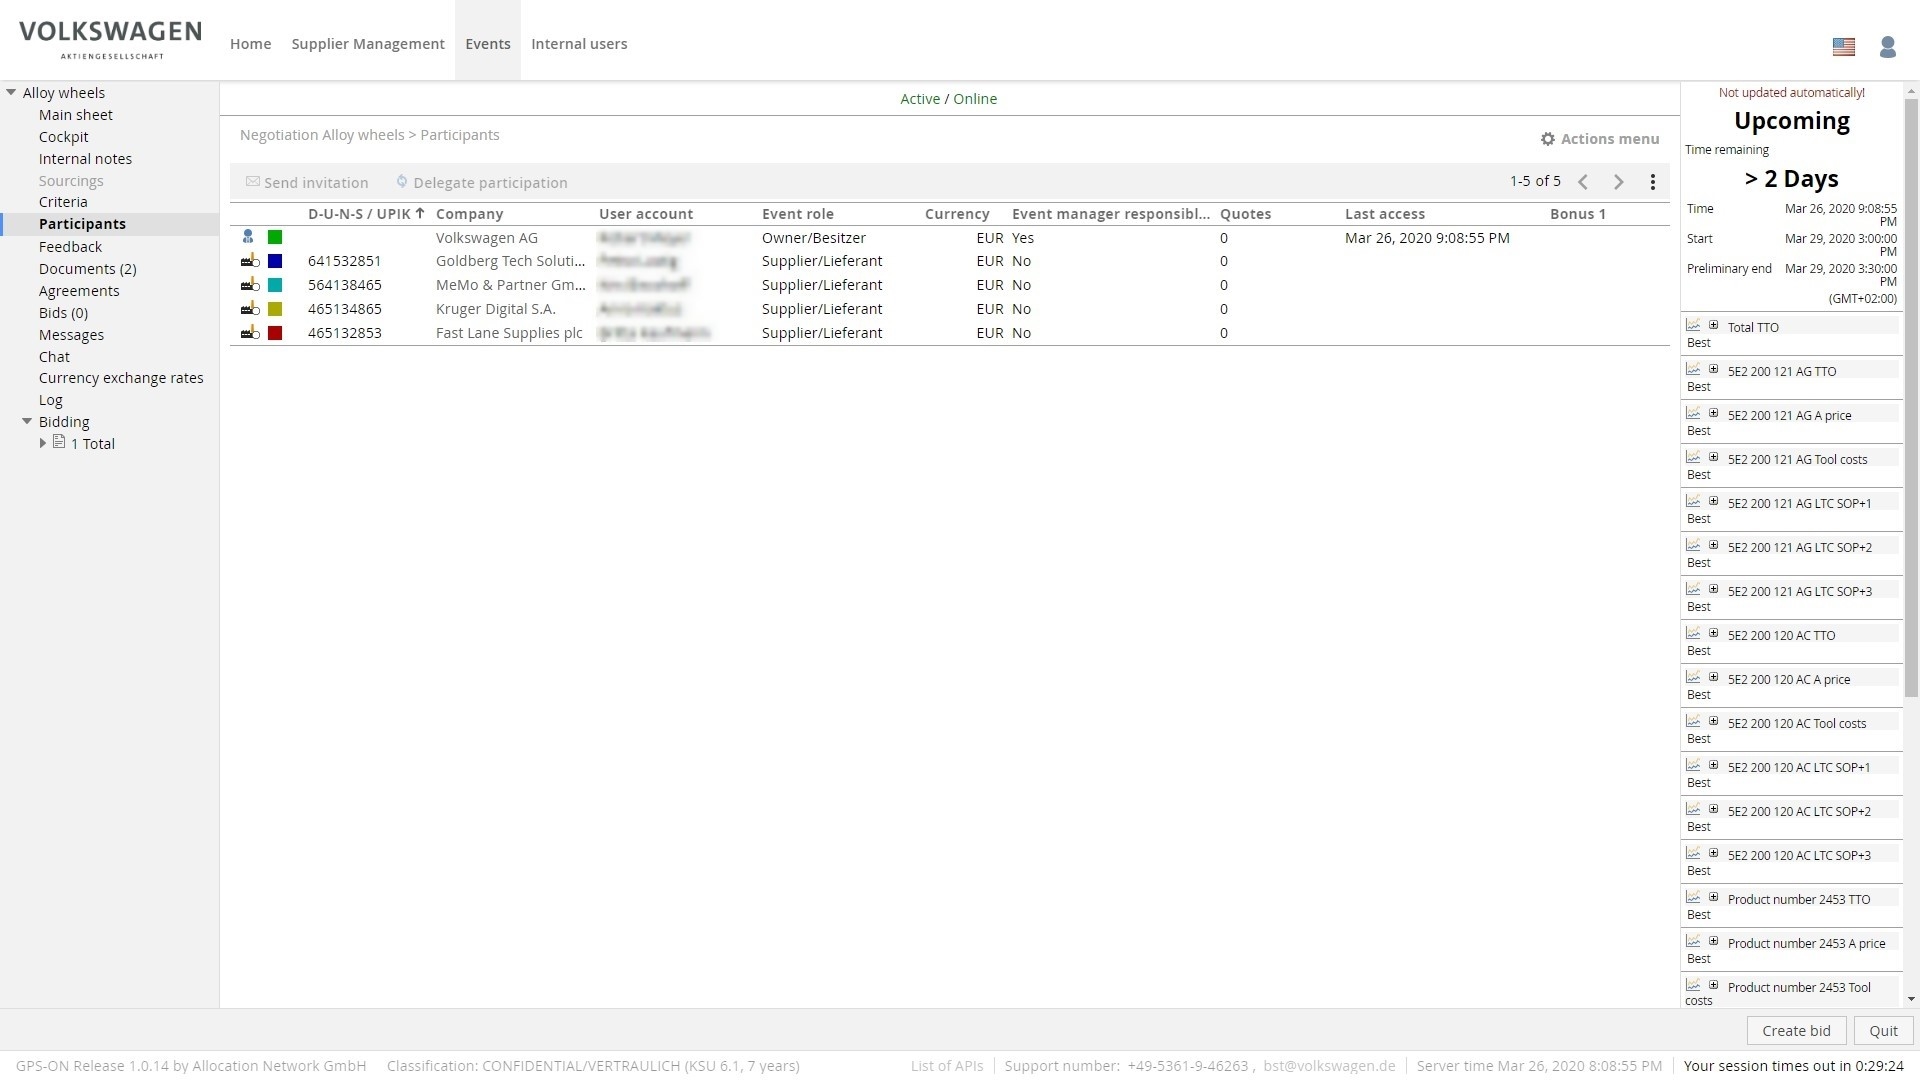 VOLKSWAGEN
AKTIENGESELLSCHAFT
Home
Supplier Management
Events
Internal users
Alloy wheels
Main sheet
Cockpit
Internal notes
Sourcings
Criteria
Participants
Feedback
Documents (2)
Agreements
Bids (0)
Messages
Chat
Currency exchange rates
Log
Bidding
1 Total
Active / Online
Negotiation Alloy wheels > Participants
Actions menu
Send invitation
Delegate participation
1-5 of 5
D-U-N-S / UPIK Company User account Event role Currency Event manager responsibl... Quotes Last access Bonus 1
Volkswagen AG Owner/Besitzer EUR Yes 0 Mar 26, 2020 9:08:55 PM
641532851 Goldberg Tech Soluti... Supplier/Lieferant EUR No 0
564138465 MeMo & Partner Gm... Supplier/Lieferant EUR No 0
465134865 Kruger Digital S.A. Supplier/Lieferant EUR No 0
465132853 Fast Lane Supplies plc Supplier/Lieferant EUR No 0
Not updated automatically!
Upcoming
Time remaining
> 2 Days
Time Mar 26, 2020 9:08:55
PM
Start Mar 29, 2020 3:00:00
PM
Preliminary end Mar 29, 2020 3:30:00
PM
(GMT+02:00)
Total TTO
Best
5E2 200 121 AG TTO
Best
5E2 200 121 AG A price
Best
5E2 200 121 AG Tool costs
Best
5E2 200 121 AG LTC SOP+1
Best
5E2 200 121 AG LTC SOP+2
Best
5E2 200 121 AG LTC SOP+3
Best
5E2 200 120 AC TTO
Best
5E2 200 120 AC A price
Best
5E2 200 120 AC Tool costs
Best
5E2 200 120 AC LTC SOP+1
Best
5E2 200 120 AC LTC SOP+2
Best
5E2 200 120 AC LTC SOP+3
Best
Product number 2453 TTO
Best
Product number 2453 A price
Best
Product number 2453 Tool
costs
Create bid
Quit
GPS-ON Release 1.0.14 by Allocation Network GmbH
Classification: CONFIDENTIAL/VERTRAULICH (KSU 6.1, 7 years)
List of APIs
Support number: +49-5361-9-46263 , bst@volkswagen.de
Server time Mar 26, 2020 8:08:55 PM
Your session times out in 0:29:24